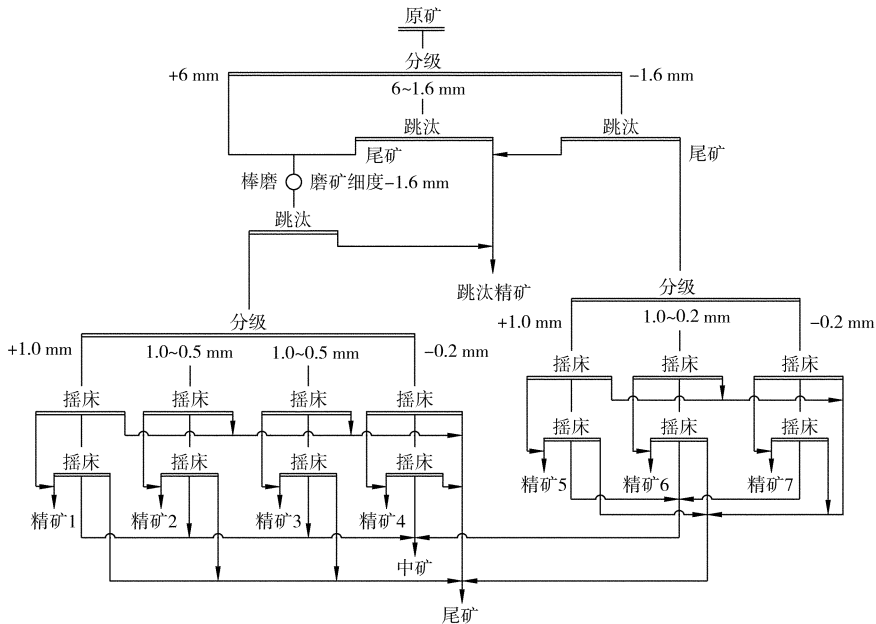 原矿
分级
+6 mm
-1.6 mm
6~1.6 mm
跳汰
跳汰
尾矿
尾矿
棒磨
磨矿细度-1.6 mm
跳汰
跳汰精矿
分级
+1.0 mm
1.0~0.2 mm
-0.2 mm
分级
+1.0 mm
1.0~0.5 mm
1.0~0.5 mm
-0.2 mm
摇床
摇床
摇床
摇床
摇床
摇床
摇床
摇床
摇床
摇床
摇床
摇床
摇床
摇床
精矿5
精矿6
精矿7
精矿1
精矿2
精矿3
精矿4
中矿
尾矿